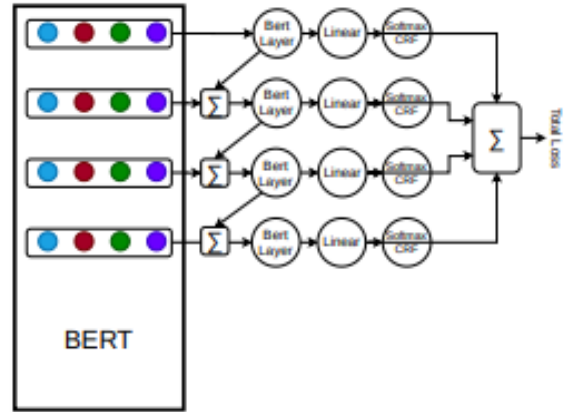 Bert
Layer
Linear
Softmax
CRF
Σ
Bert
Layer
Linear
Softmax
CRF
Σ
Total Loss
Σ
Bert
Layer
Linear
Softmax
CRF
Σ
Bert
Layer
Linear
Softmax
CRF
BERT